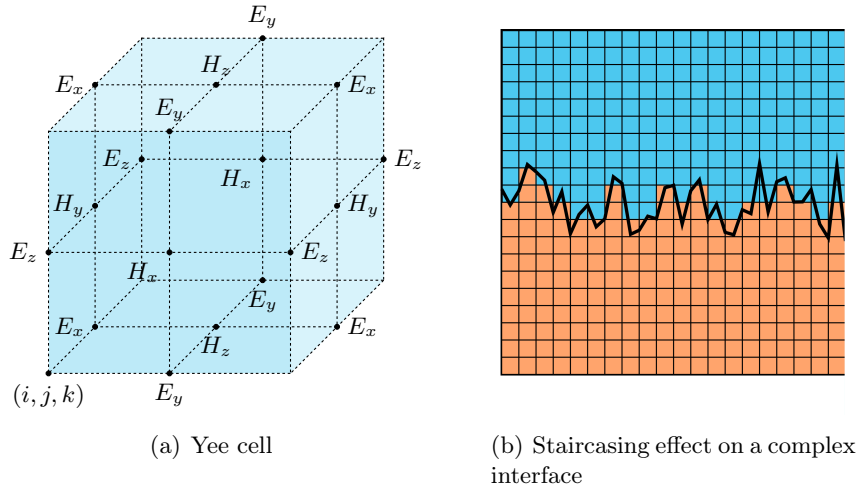 E_y
H_z
E_x
E_x
E_y
E_z
E_z
H_x
H_y
H_y
E_z
E_z
H_x
E_y
E_x
E_x
H_z
(i, j, k)
E_y
(a) Yee cell
(b) Staircasing effect on a complex
interface